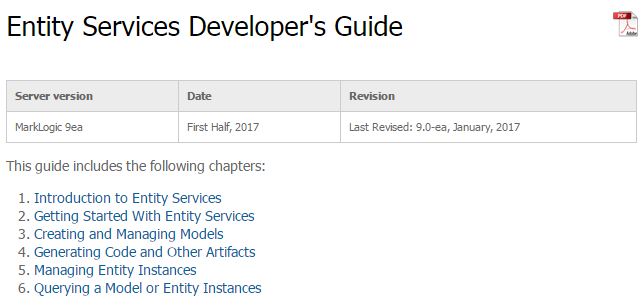 Entity Services Developer's Guide
PDF
Adobe
Server version Date Revision
MarkLogic 9ea First Half, 2017 Last Revised: 9.0-ea, January, 2017
This guide includes the following chapters:
1. Introduction to Entity Services
2. Getting Started With Entity Services
3. Creating and Managing Models
4. Generating Code and Other Artifacts
5. Managing Entity Instances
6. Querying a Model or Entity Instances